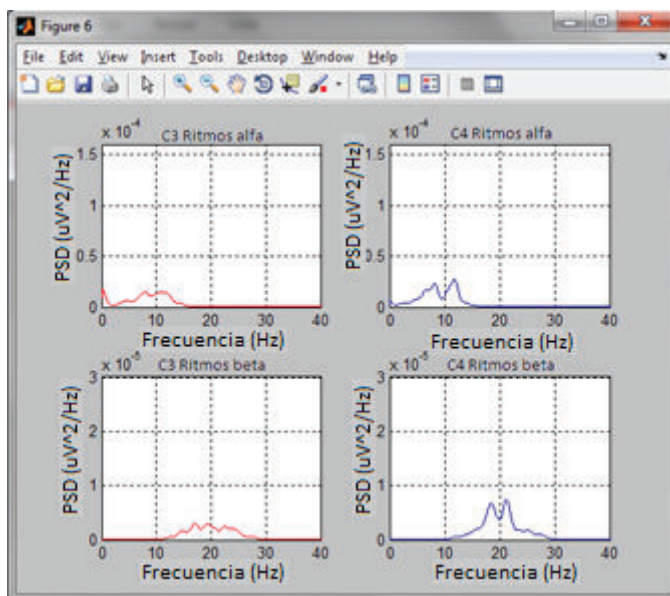 Figure 6
File Edit View Insert Tools Desktop Window Help
x 10^-4
C3 Ritmos alfa
PSD (uV^2/Hz)
1.5
1
0.5
0
0 10 20 30 40
Frecuencia (Hz)
x 10^-4
C4 Ritmos alfa
PSD (uV^2/Hz)
1.5
1
0.5
0
0 10 20 30 40
Frecuencia (Hz)
x 10^-5
C3 Ritmos beta
PSD (uV^2/Hz)
3
2
1
0
0 10 20 30 40
Frecuencia (Hz)
x 10^-5
C4 Ritmos beta
PSD (uV^2/Hz)
3
2
1
0
0 10 20 30 40
Frecuencia (Hz)